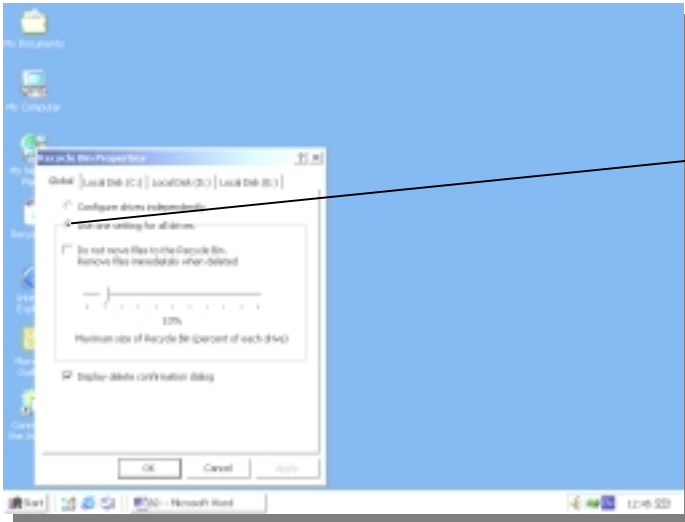 My Documents
My Computer
Recycle Bin Properties
Global
Local Disk (C:)
Local Disk (D:)
Local Disk (E:)
Configure drives independently
Use one setting for all drives
Do not move files to the Recycle Bin.
Remove files immediately when deleted
10%
Maximum size of Recycle Bin (percent of each drive)
Display delete confirmation dialog
OK
Cancel
Apply
Start
Microsoft Word
12:45